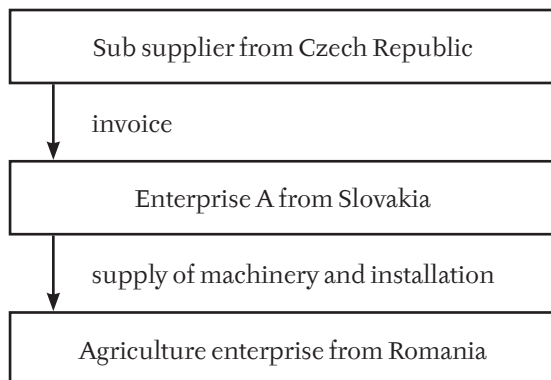 Sub supplier from Czech Republic
invoice
Enterprise A from Slovakia
supply of machinery and installation
Agriculture enterprise from Romania